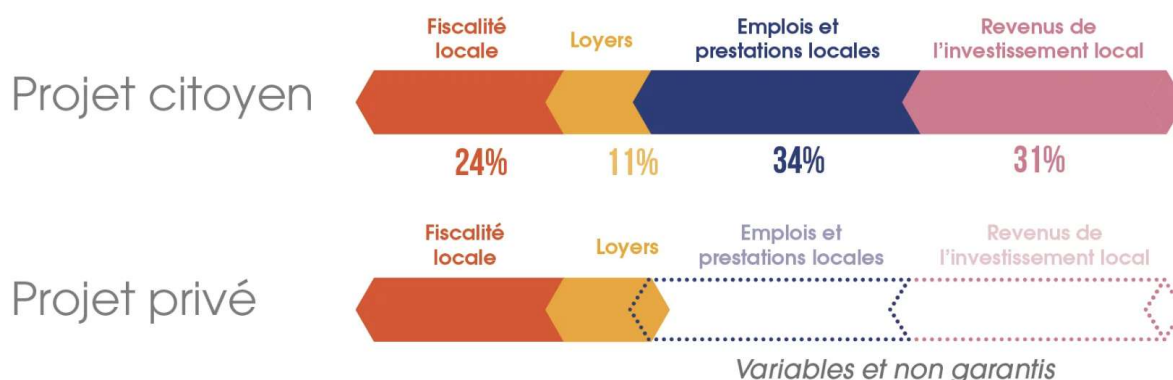 Fiscalité
locale
Loyers
Emplois et
prestations locales
Revenus de
l'investissement local
Projet citoyen
24%
11%
34%
31%
Fiscalité
locale
Loyers
Emplois et
prestations locales
Revenus de
l'investissement local
Projet privé
Variables et non garantis